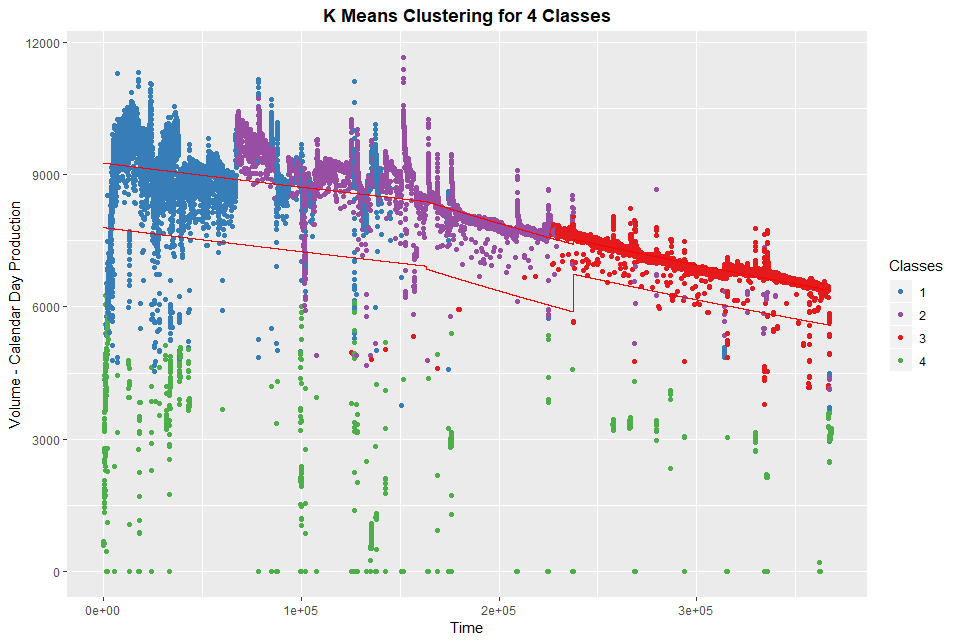 K Means Clustering for 4 Classes
Volume - Calendar Day Production
12000
9000
6000
3000
0
0e+00
1e+05
2e+05
3e+05
Time
Classes
1
2
3
4